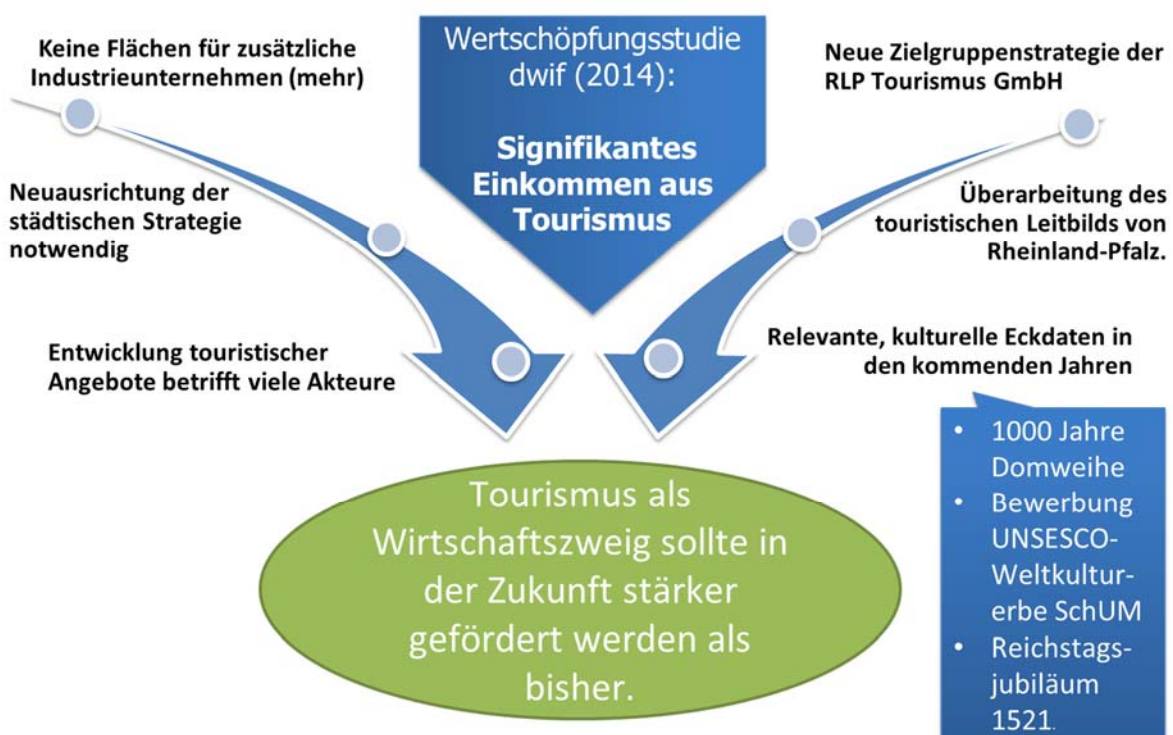 Keine Flächen für zusätzliche
Industrieunternehmen (mehr)
Neuausrichtung der
städtischen Strategie
notwendig
Entwicklung touristischer
Angebote betrifft viele Akteure
Wertschöpfungsstudie
dwif (2014):
Signifikantes
Einkommen aus
Tourismus
Neue Zielgruppenstrategie der
RLP Tourismus GmbH
Überarbeitung des
touristischen Leitbilds von
Rheinland-Pfalz.
Relevante, kulturelle Eckdaten in
den kommenden Jahren
• 1000 Jahre
Domweihe
• Bewerbung
UNSESCO-
Weltkultur-
erbe SchUM
• Reichstags-
jubiläum
1521.
Tourismus als
Wirtschaftszweig sollte in
der Zukunft stärker
gefördert werden als
bisher.